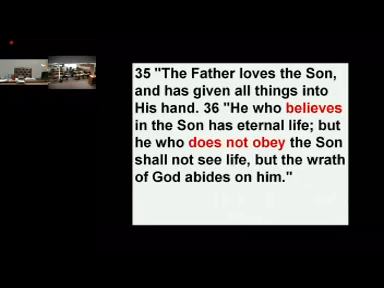 35 "The Father loves the Son,
and has given all things into
His hand. 36 "He who believes
in the Son has eternal life; but
he who does not obey the Son
shall not see life, but the wrath
of God abides on him."